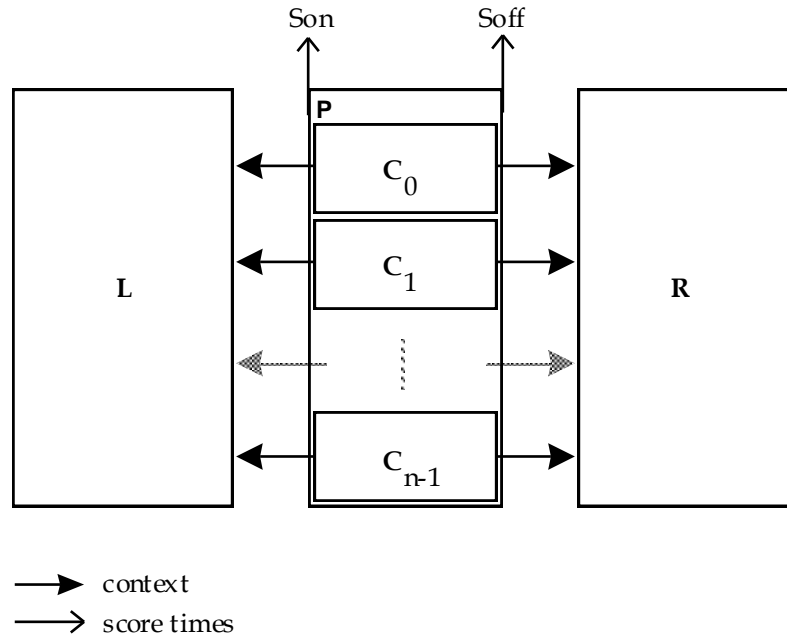 Son Soff
P
C0
C1
L R
Cn-1
context
score times